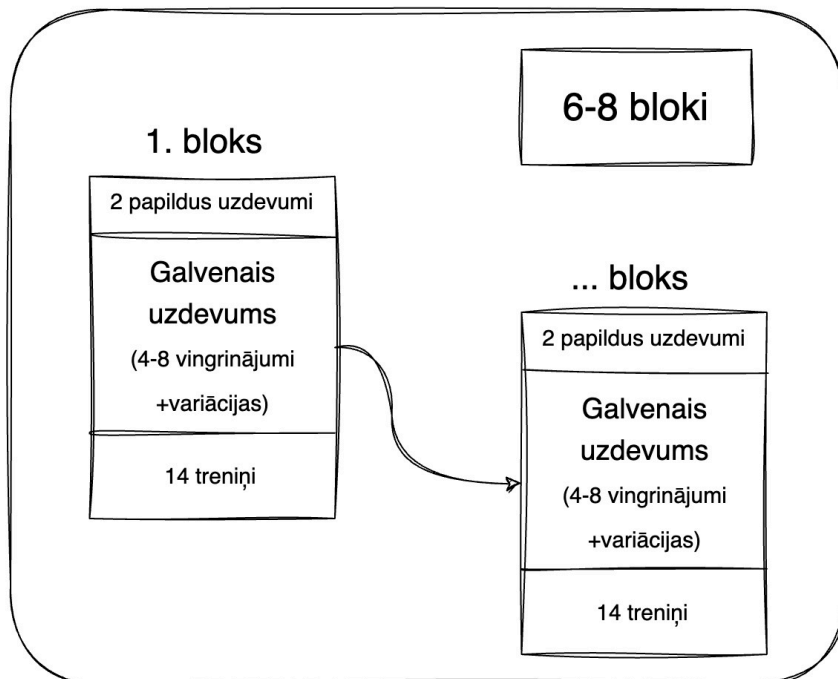 6-8 bloki
1. bloks
2 papildus uzdevumi
Galvenais
uzdevums
(4-8 vingrinājumi
+variācijas)
14 treniņi
... bloks
2 papildus uzdevumi
Galvenais
uzdevums
(4-8 vingrinājumi
+variācijas)
14 treniņi